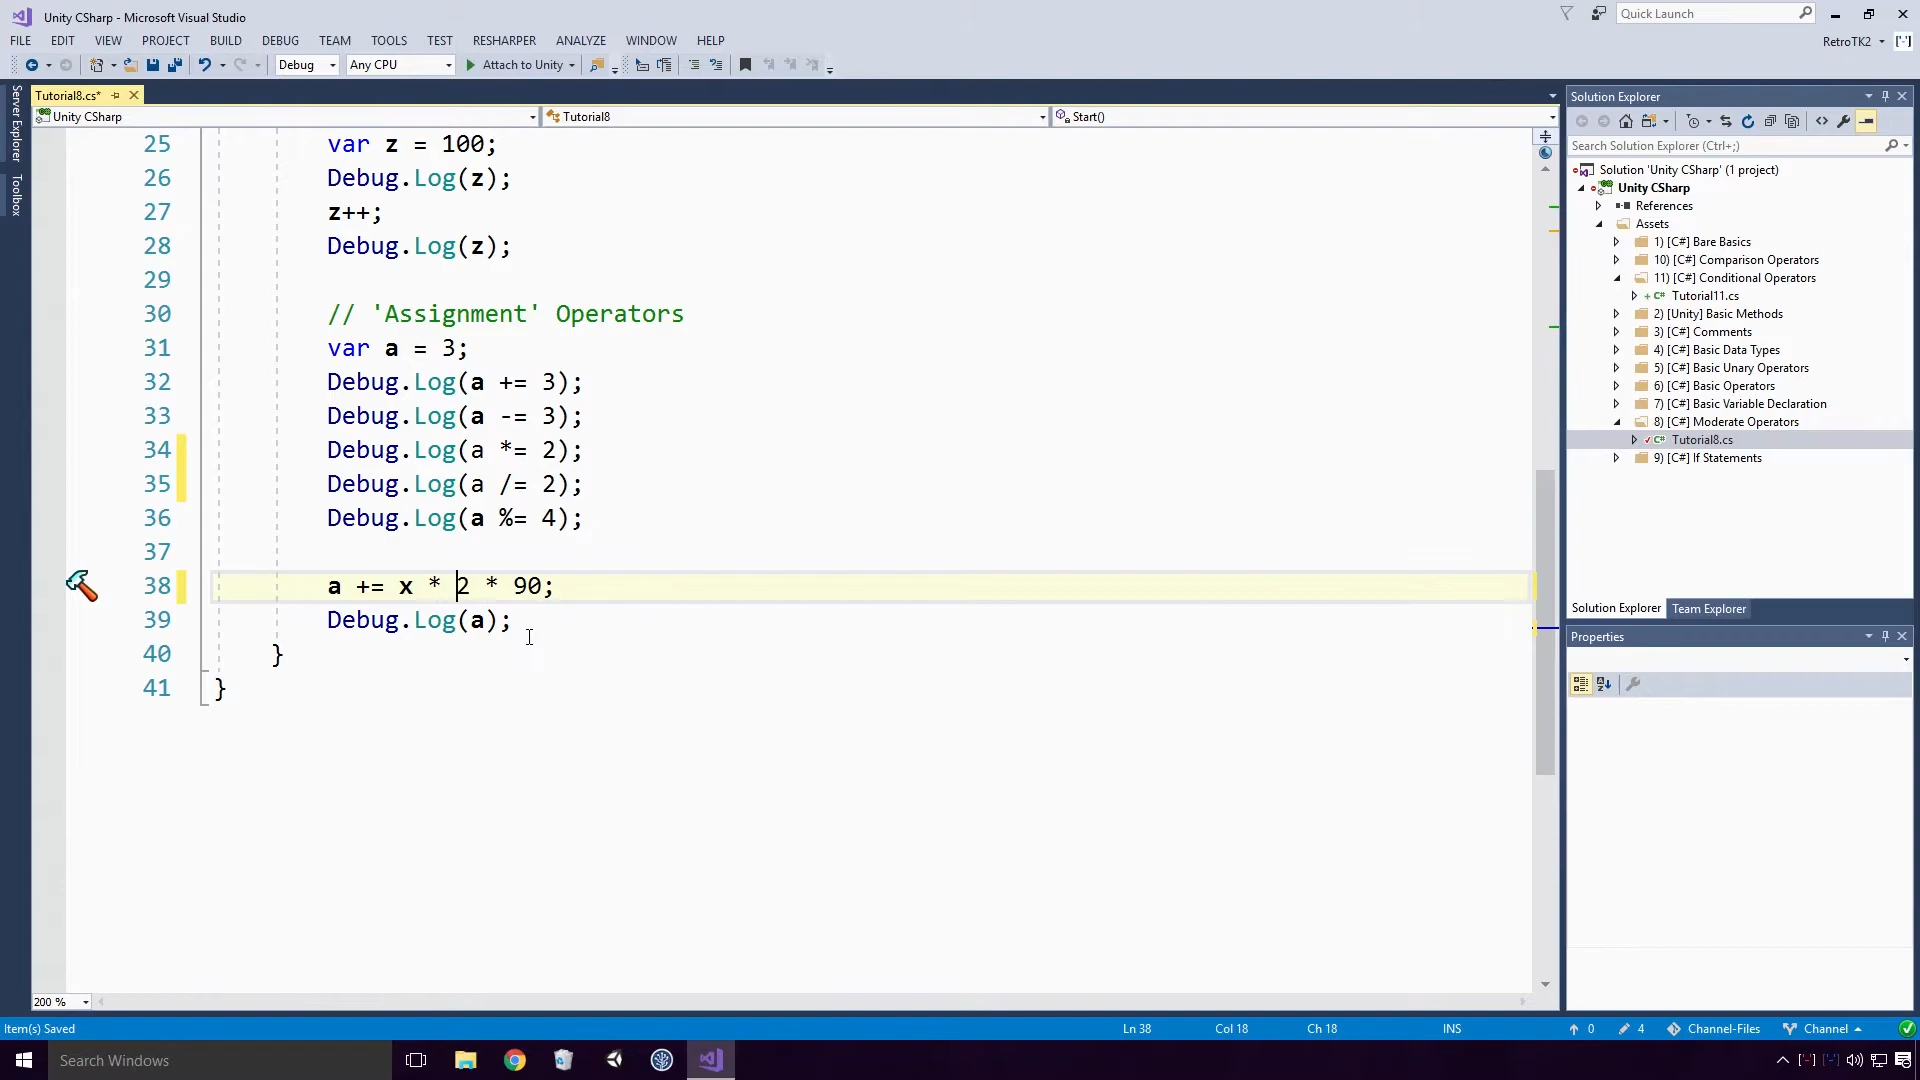 Unity CSharp - Microsoft Visual Studio
Quick Launch
FILE EDIT VIEW PROJECT BUILD DEBUG TEAM TOOLS TEST RESHARPER ANALYZE WINDOW HELP
RetroTK2
Debug Any CPU Attach to Unity
Server Explorer
Toolbox
Tutorial8.cs*
Unity CSharp Tutorial8 Start()
25 var z = 100;
26 Debug.Log(z);
27 z++;
28 Debug.Log(z);
29
30 // 'Assignment' Operators
31 var a = 3;
32 Debug.Log(a += 3);
33 Debug.Log(a -= 3);
34 Debug.Log(a *= 2);
35 Debug.Log(a /= 2);
36 Debug.Log(a %= 4);
37
38 a += x * 2 * 90;
39 Debug.Log(a);
40 }
41 }
200 %
Solution Explorer
Search Solution Explorer (Ctrl+;)
Solution 'Unity CSharp' (1 project)
Unity CSharp
References
Assets
1) [C#] Bare Basics
10) [C#] Comparison Operators
11) [C#] Conditional Operators
C# Tutorial11.cs
2) [Unity] Basic Methods
3) [C#] Comments
4) [C#] Basic Data Types
5) [C#] Basic Unary Operators
6) [C#] Basic Operators
7) [C#] Basic Variable Declaration
8) [C#] Moderate Operators
C# Tutorial8.cs
9) [C#] If Statements
Solution Explorer Team Explorer
Properties
Item(s) Saved Ln 38 Col 18 Ch 18 INS 0 4 Channel-Files Channel
Search Windows